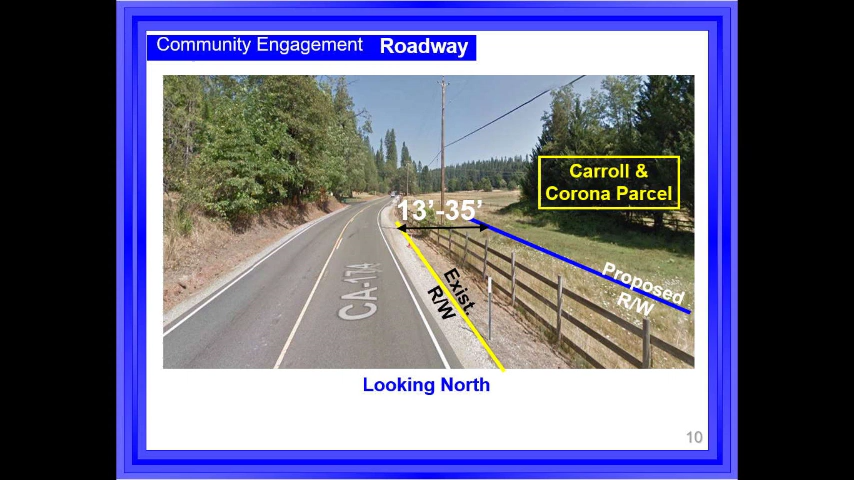 Community Engagement Roadway
Carroll &
Corona Parcel
13’-35’
Proposed
R/W
Exist.
R/W
CA-174
Looking North
10